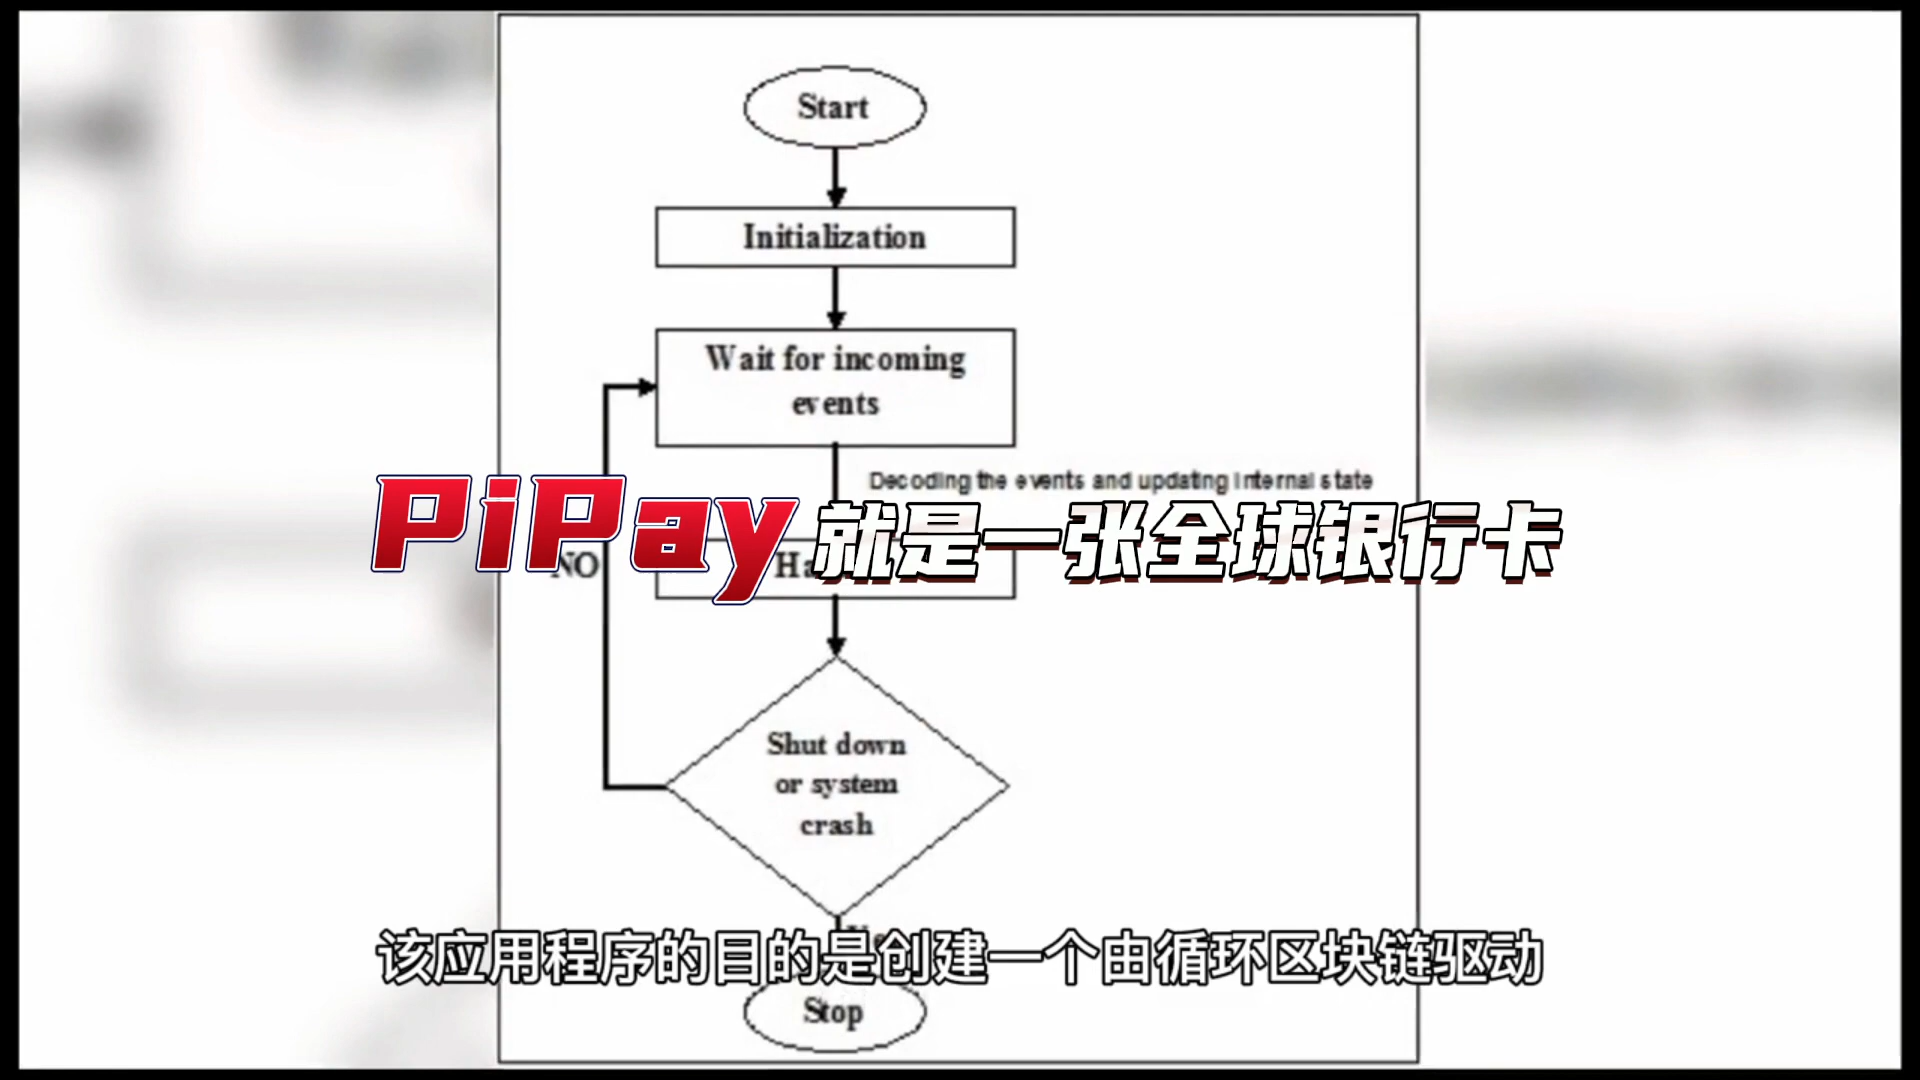 Start
Initialization
Wait for incoming
events
Decoding the events and updating internal state
PiPay就是一张全球银行卡
NO
Shut down
or system
crash
该应用程序的目的是创建一个由循环区块链驱动
Stop